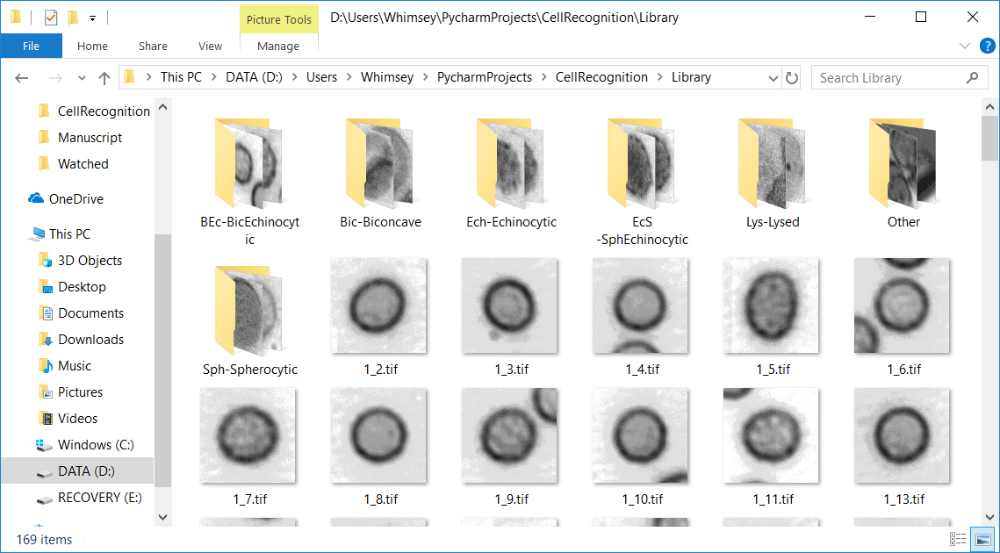 Picture Tools
D:\Users\Whimsey\PycharmProjects\CellRecognition\Library
File
Home
Share
View
Manage
?
This PC
DATA (D:)
Users
Whimsey
PycharmProjects
CellRecognition
Library
Search Library
CellRecognition
Manuscript
Watched
OneDrive
This PC
3D Objects
Desktop
Documents
Downloads
Music
Pictures
Videos
Windows (C:)
DATA (D:)
RECOVERY (E:)
BEc-BicEchinocyt
ic
Bic-Biconcave
Ech-Echinocytic
EcS
-SphEchinocytic
Lys-Lysed
Other
Sph-Spherocytic
1_2.tif
1_3.tif
1_4.tif
1_5.tif
1_6.tif
1_7.tif
1_8.tif
1_9.tif
1_10.tif
1_11.tif
1_13.tif
169 items